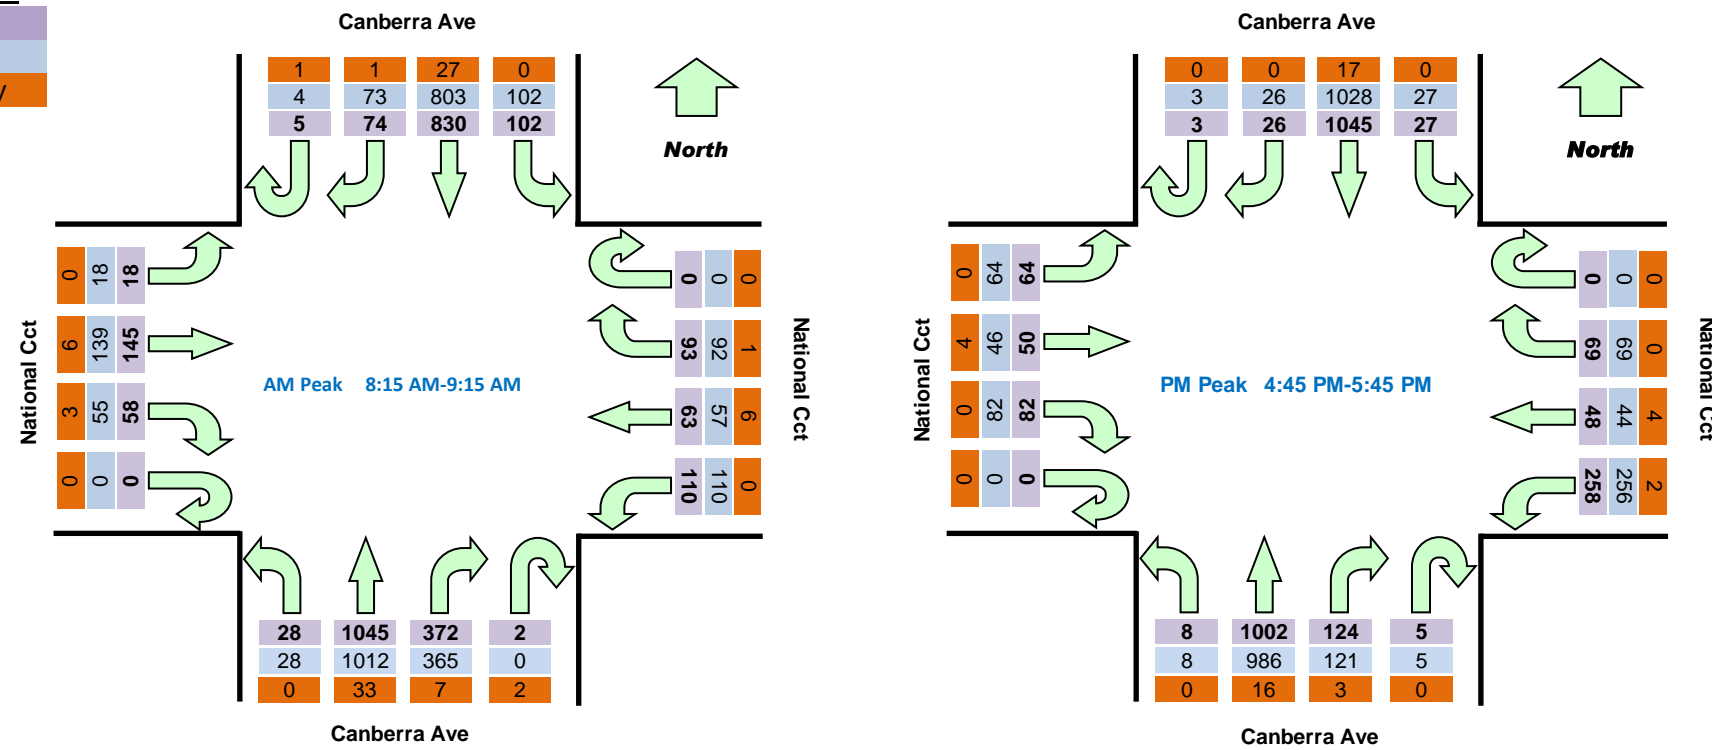 Canberra Ave
1 1 27 0
4 73 803 102
5 74 830 102
North
National Cct
0 18 18
6 139 145
3 55 58
0 0 0
AM Peak 8:15 AM-9:15 AM
0 0 0
93 92 1
63 57 6
110 110 0
National Cct
28 1045 372 2
28 1012 365 0
0 33 7 2
Canberra Ave
Canberra Ave
0 0 17 0
3 26 1028 27
3 26 1045 27
North
National Cct
0 64 64
4 46 50
0 82 82
0 0 0
PM Peak 4:45 PM-5:45 PM
0 0 0
69 69 0
48 44 4
258 256 2
National Cct
8 1002 124 5
8 986 121 5
0 16 3 0
Canberra Ave